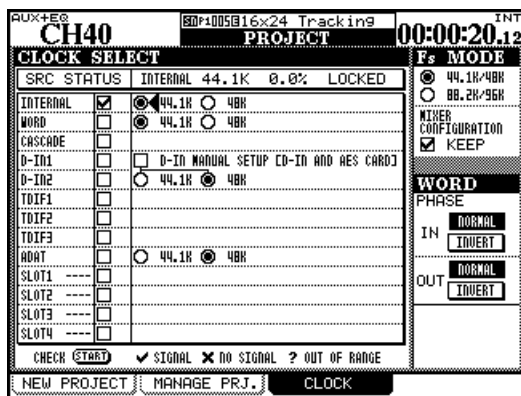 AUX+EQ
CH40
16x24 Tracking
PROJECT
INT
00:00:20.12
CLOCK SELECT
Fs MODE
SRC STATUS INTERNAL 44.1K 0.0% LOCKED
44.1K/48K
88.2K/96K
INTERNAL 44.1K 48K
WORD 44.1K 48K
CASCADE
D-IN1 D-IN MANUAL SETUP [D-IN AND AES CARD]
D-IN2 44.1K 48K
TDIF1
TDIF2
TDIF3
ADAT 44.1K 48K
SLOT1 ----
SLOT2 ----
SLOT3 ----
SLOT4 ----
MIXER
CONFIGURATION
KEEP
WORD
PHASE
IN NORMAL
INVERT
OUT NORMAL
INVERT
CHECK START ✔ SIGNAL ✖ NO SIGNAL ? OUT OF RANGE
NEW PROJECT MANAGE PRJ. CLOCK